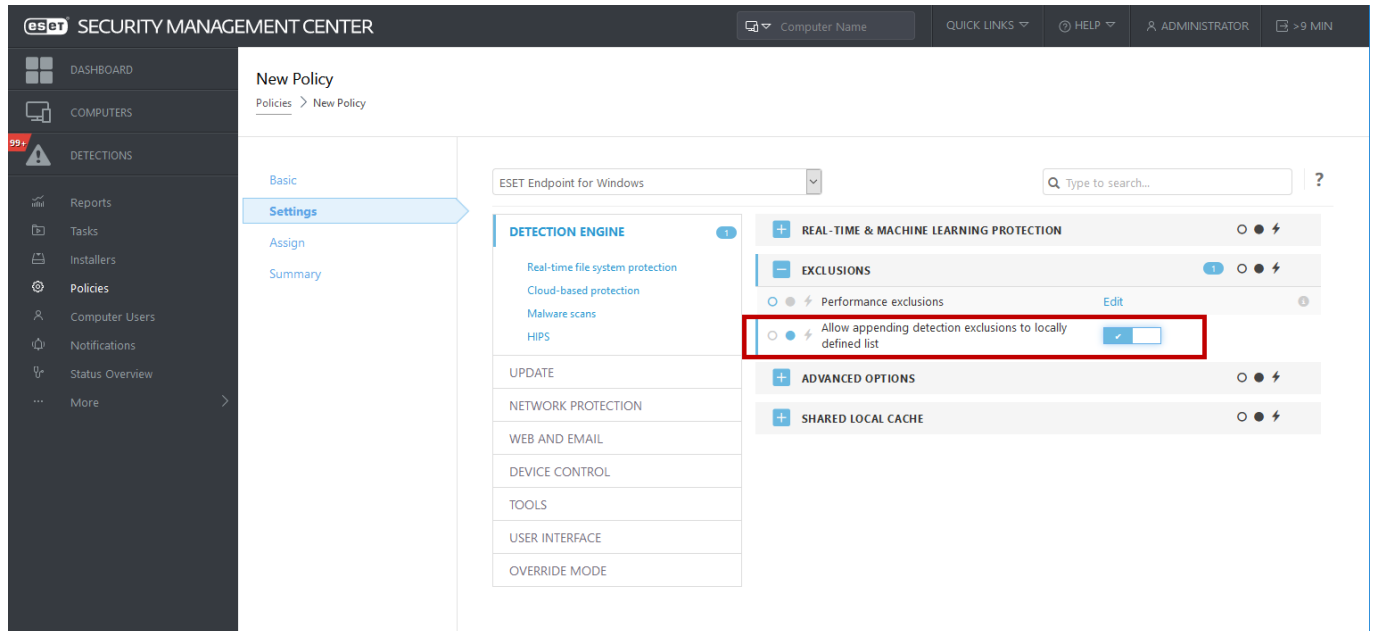 eseT SECURITY MANAGEMENT CENTER
Computer Name
QUICK LINKS
? HELP
ADMINISTRATOR
>9 MIN
DASHBOARD
COMPUTERS
99+
DETECTIONS
Reports
Tasks
Installers
Policies
Computer Users
Notifications
Status Overview
... More
New Policy
Policies > New Policy
Basic
Settings
Assign
Summary
ESET Endpoint for Windows
Type to search...
?
DETECTION ENGINE 1
Real-time file system protection
Cloud-based protection
Malware scans
HIPS
UPDATE
NETWORK PROTECTION
WEB AND EMAIL
DEVICE CONTROL
TOOLS
USER INTERFACE
OVERRIDE MODE
REAL-TIME & MACHINE LEARNING PROTECTION
EXCLUSIONS 1
Performance exclusions Edit
Allow appending detection exclusions to locally
defined list
ADVANCED OPTIONS
SHARED LOCAL CACHE